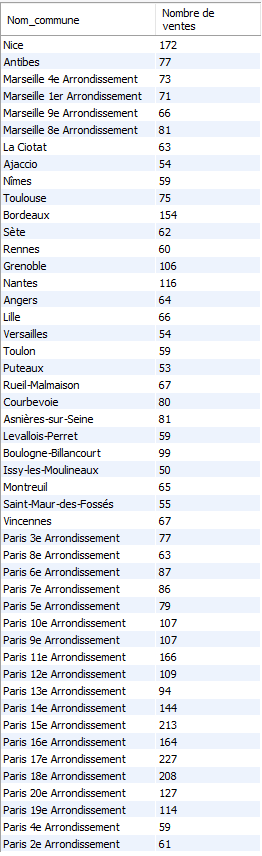 Nom_commune Nombre de
ventes
Nice 172
Antibes 77
Marseille 4e Arrondissement 73
Marseille 1er Arrondissement 71
Marseille 9e Arrondissement 66
Marseille 8e Arrondissement 81
La Ciotat 63
Ajaccio 54
Nîmes 59
Toulouse 75
Bordeaux 154
Sète 62
Rennes 60
Grenoble 106
Nantes 116
Angers 64
Lille 66
Versailles 54
Toulon 59
Puteaux 53
Rueil-Malmaison 67
Courbevoie 80
Asnières-sur-Seine 81
Levallois-Perret 59
Boulogne-Billancourt 99
Issy-les-Moulineaux 50
Montreuil 65
Saint-Maur-des-Fossés 55
Vincennes 67
Paris 3e Arrondissement 77
Paris 8e Arrondissement 63
Paris 6e Arrondissement 87
Paris 7e Arrondissement 86
Paris 5e Arrondissement 79
Paris 10e Arrondissement 107
Paris 9e Arrondissement 107
Paris 11e Arrondissement 166
Paris 12e Arrondissement 109
Paris 13e Arrondissement 94
Paris 14e Arrondissement 144
Paris 15e Arrondissement 213
Paris 16e Arrondissement 164
Paris 17e Arrondissement 227
Paris 18e Arrondissement 208
Paris 20e Arrondissement 127
Paris 19e Arrondissement 114
Paris 4e Arrondissement 59
Paris 2e Arrondissement 61